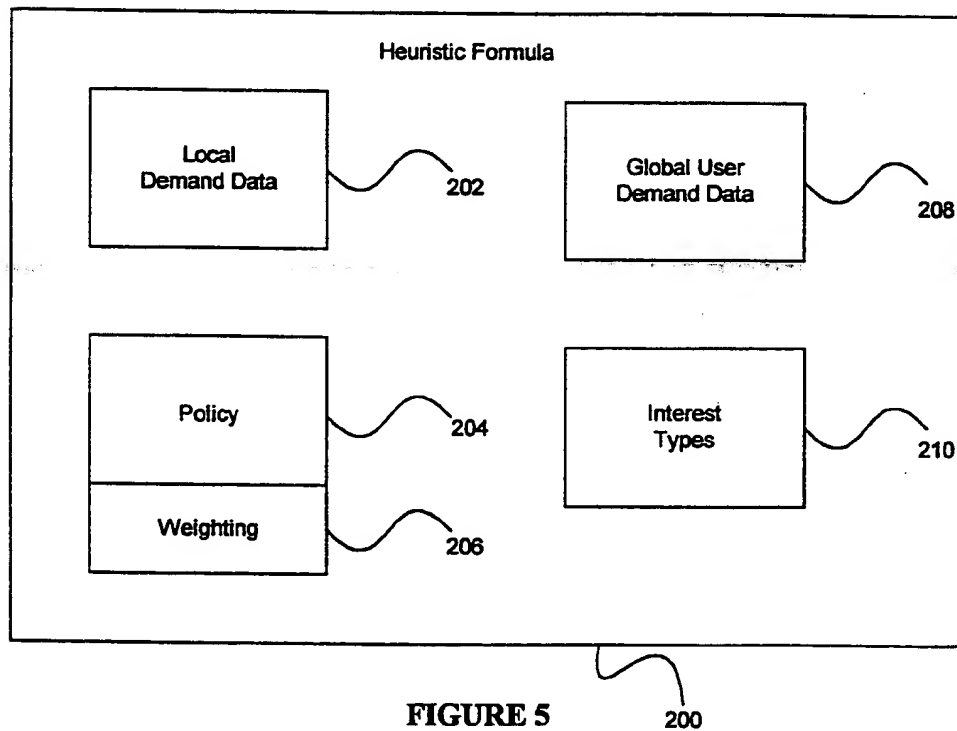 Heuristic Formula
Local
Demand Data
202
Global User
Demand Data
208
Policy
204
Interest
Types
210
Weighting
206
FIGURE 5
200